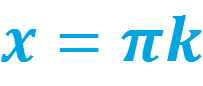 x = πk